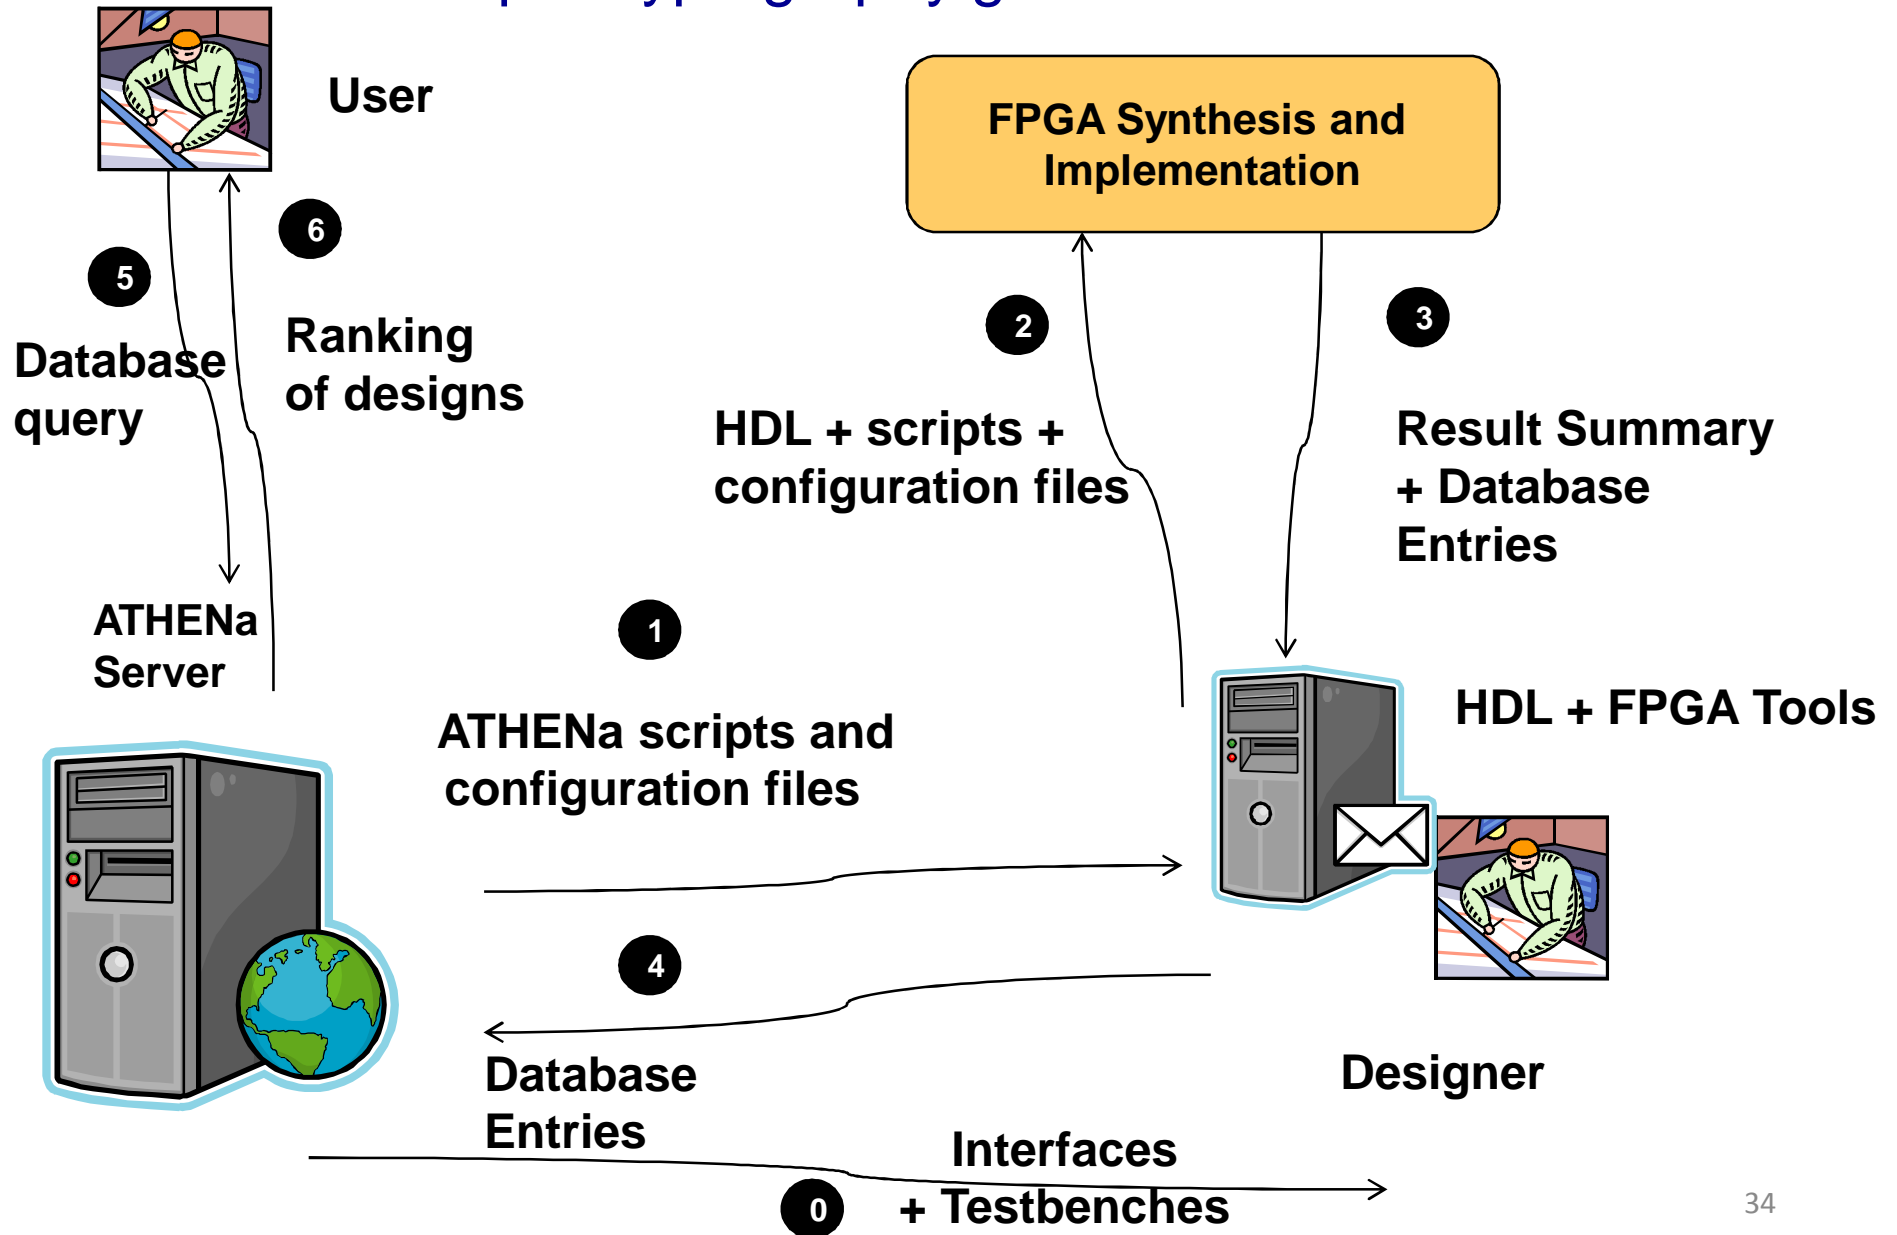 User
FPGA Synthesis and
Implementation
6
5
2
3
Ranking
of designs
Database
query
HDL + scripts +
configuration files
Result Summary
+ Database
Entries
ATHENa
Server
1
HDL + FPGA Tools
ATHENa scripts and
configuration files
4
Database
Entries
Designer
Interfaces
+ Testbenches
0
34